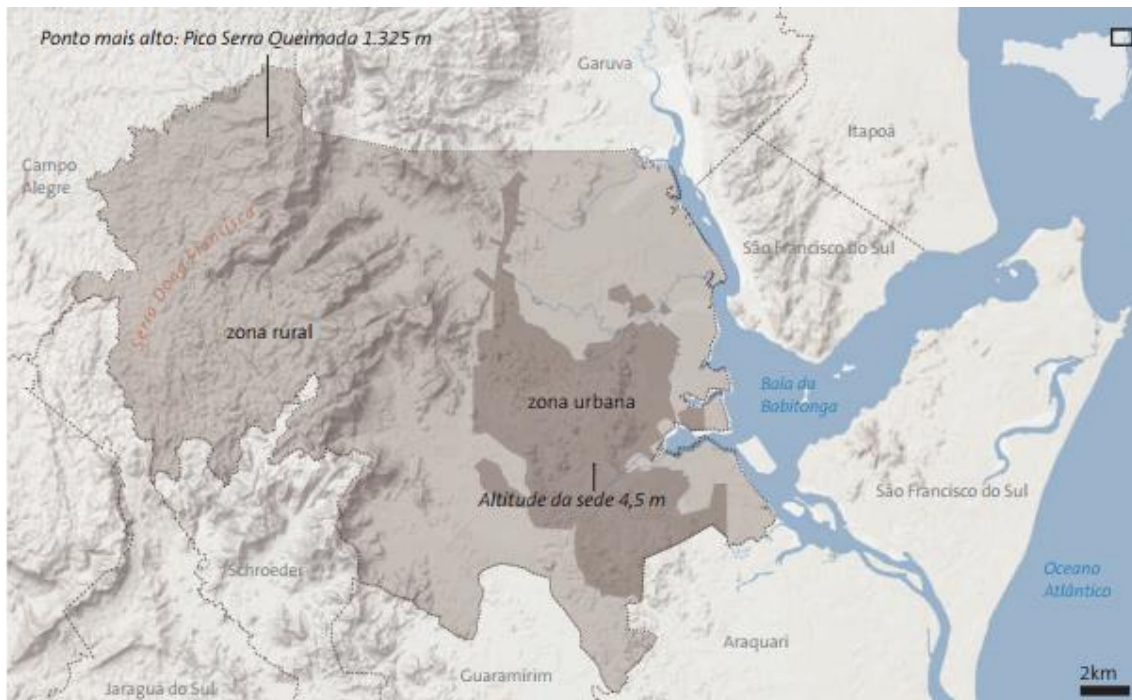 Ponto mais alto: Pico Serra Queimada 1.325 m
Garuva
Itapoá
Campo
Alegre
São Francisco do Sul
Serra Dona Francisca
zona rural
Baía da
Babitonga
zona urbana
São Francisco do Sul
Altitude da sede 4,5 m
Schroeder
Oceano
Atlântico
Araquari
Guaramirim
2km
Jaraguá do Sul